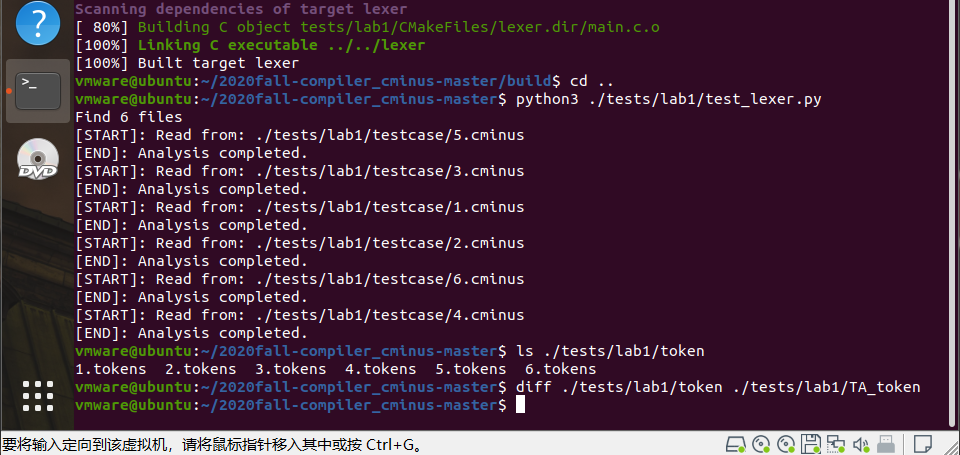 Scanning dependencies of target lexer
[ 80%] Building C object tests/lab1/CMakeFiles/lexer.dir/main.c.o
[100%] Linking C executable ../../lexer
[100%] Built target lexer
vmware@ubuntu:~/2020fall-compiler_cminus-master/build$ cd ..
vmware@ubuntu:~/2020fall-compiler_cminus-master$ python3 ./tests/lab1/test_lexer.py
Find 6 files
[START]: Read from: ./tests/lab1/testcase/5.cminus
[END]: Analysis completed.
[START]: Read from: ./tests/lab1/testcase/3.cminus
[END]: Analysis completed.
[START]: Read from: ./tests/lab1/testcase/1.cminus
[END]: Analysis completed.
[START]: Read from: ./tests/lab1/testcase/2.cminus
[END]: Analysis completed.
[START]: Read from: ./tests/lab1/testcase/6.cminus
[END]: Analysis completed.
[START]: Read from: ./tests/lab1/testcase/4.cminus
[END]: Analysis completed.
vmware@ubuntu:~/2020fall-compiler_cminus-master$ ls ./tests/lab1/token
1.tokens  2.tokens  3.tokens  4.tokens  5.tokens  6.tokens
vmware@ubuntu:~/2020fall-compiler_cminus-master$ diff ./tests/lab1/token ./tests/lab1/TA_token
vmware@ubuntu:~/2020fall-compiler_cminus-master$
?
>_
DVD
要将输入定向到该虚拟机，请将鼠标指针移入其中或按 Ctrl+G。